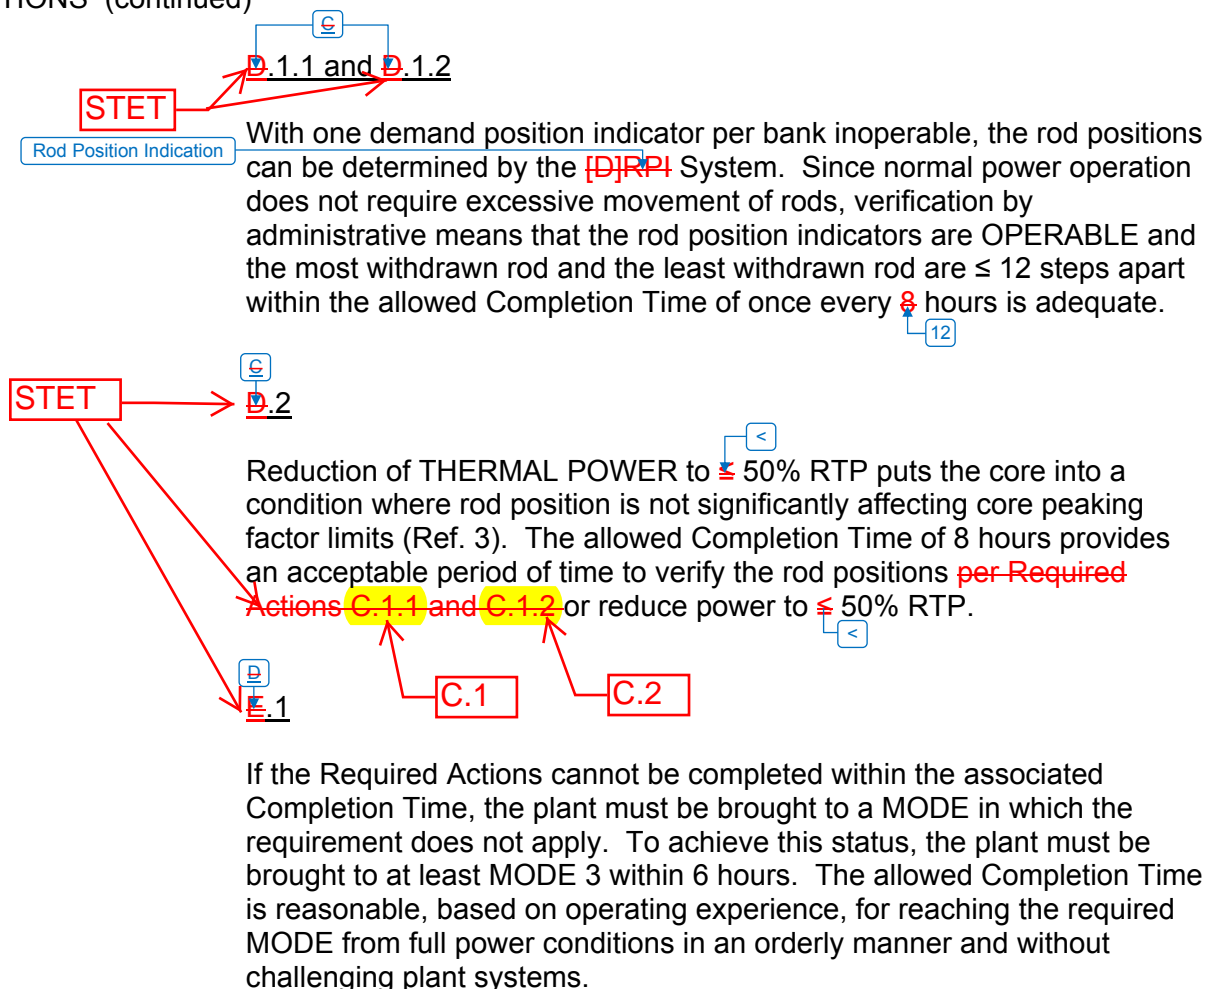 TIONS (continued)
C
D.1.1 and D.1.2
STET
With one demand position indicator per bank inoperable, the rod positions
Rod Position Indication
can be determined by the [D]RPI System. Since normal power operation
does not require excessive movement of rods, verification by
administrative means that the rod position indicators are OPERABLE and
the most withdrawn rod and the least withdrawn rod are ≤ 12 steps apart
within the allowed Completion Time of once every 8 hours is adequate.
12
C
STET
D.2
<
Reduction of THERMAL POWER to ≤ 50% RTP puts the core into a
condition where rod position is not significantly affecting core peaking
factor limits (Ref. 3). The allowed Completion Time of 8 hours provides
an acceptable period of time to verify the rod positions per Required
Actions C.1.1 and C.1.2 or reduce power to ≤ 50% RTP.
<
D
C.1
C.2
E.1
If the Required Actions cannot be completed within the associated
Completion Time, the plant must be brought to a MODE in which the
requirement does not apply. To achieve this status, the plant must be
brought to at least MODE 3 within 6 hours. The allowed Completion Time
is reasonable, based on operating experience, for reaching the required
MODE from full power conditions in an orderly manner and without
challenging plant systems.